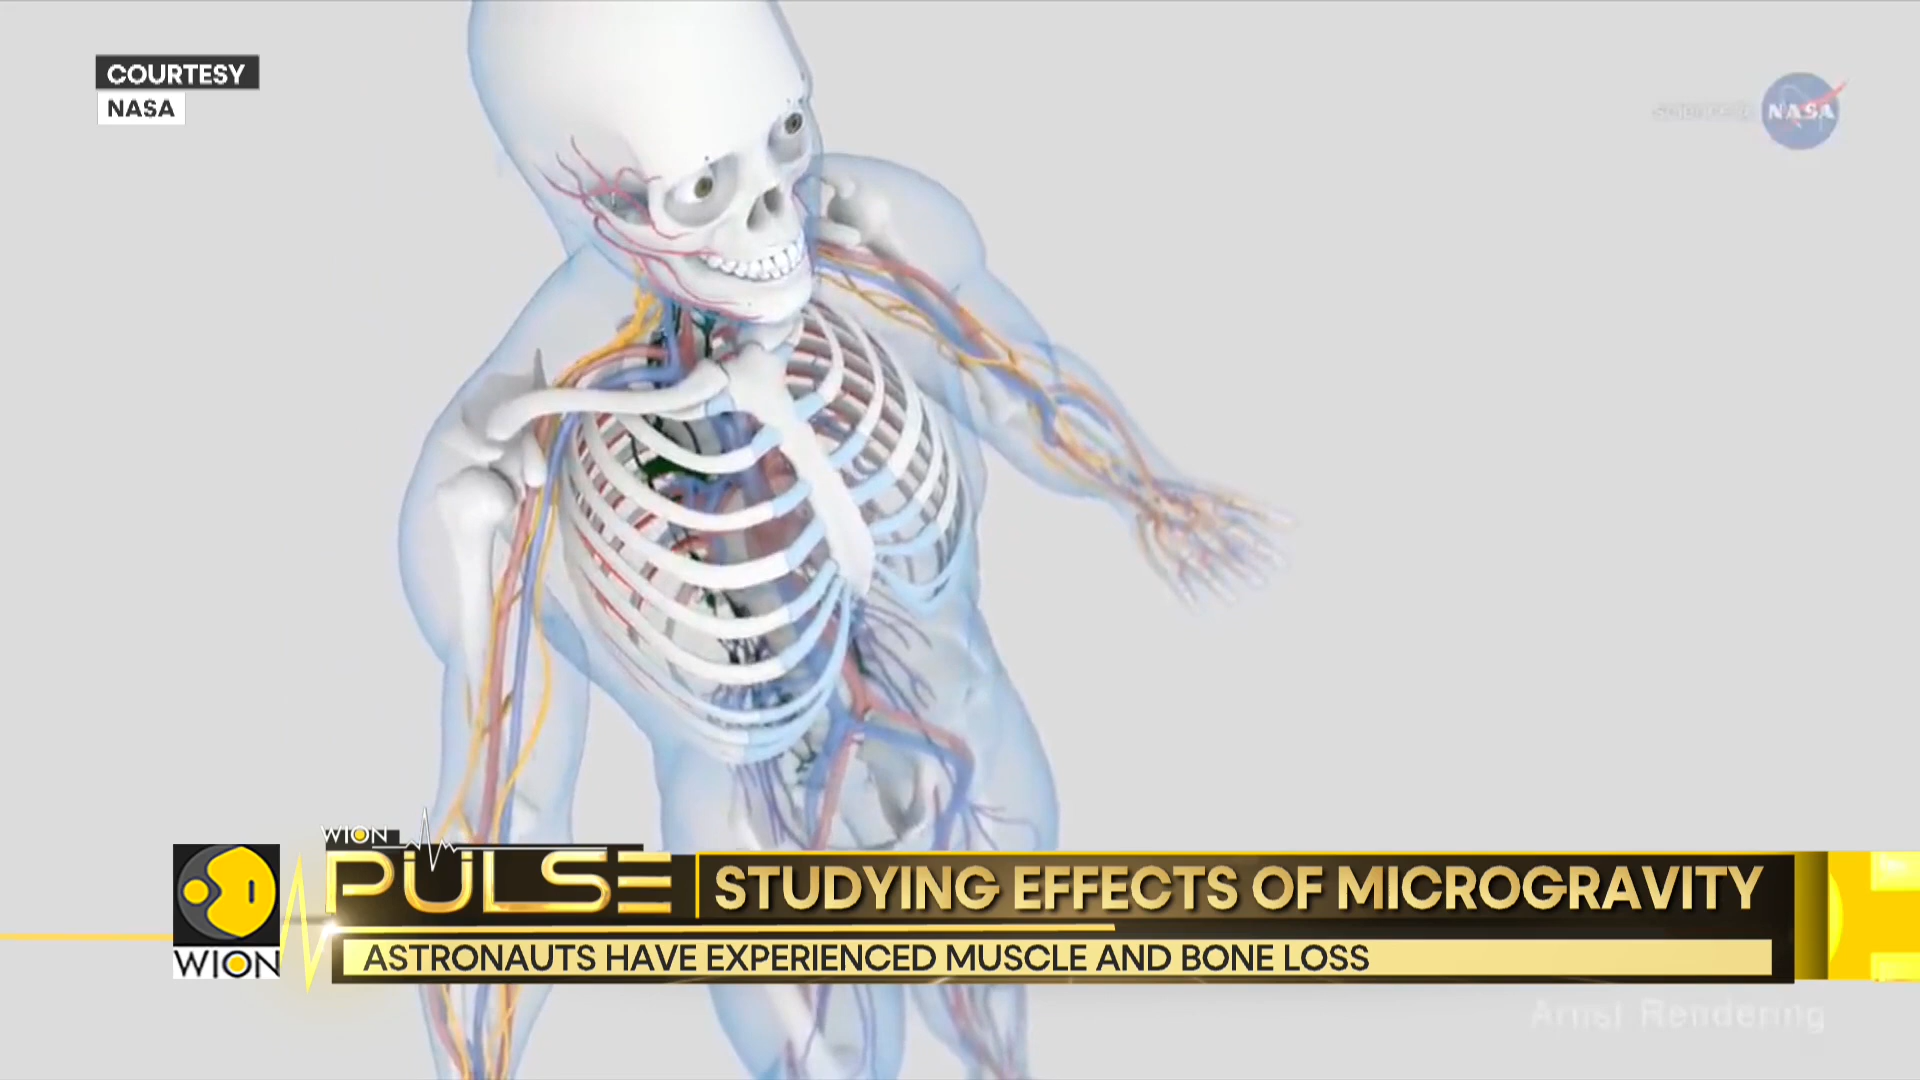 COURTESY
NASA
NASA
WION
PULSE
STUDYING EFFECTS OF MICROGRAVITY
WION
ASTRONAUTS HAVE EXPERIENCED MUSCLE AND BONE LOSS
Artist Rendering